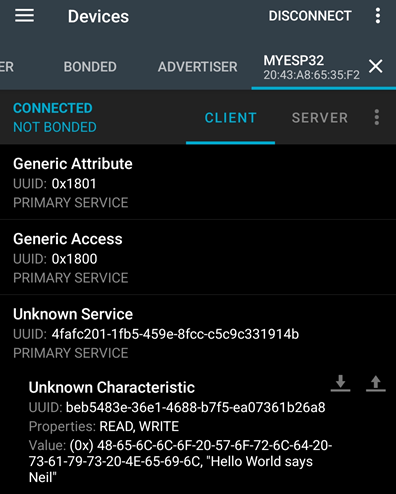 Devices
DISCONNECT
ER
BONDED
ADVERTISER
MYESP32
20:43:A8:65:35:F2
CONNECTED
NOT BONDED
CLIENT
SERVER
Generic Attribute
UUID: 0x1801
PRIMARY SERVICE
Generic Access
UUID: 0x1800
PRIMARY SERVICE
Unknown Service
UUID: 4fafc201-1fb5-459e-8fcc-c5c9c331914b
PRIMARY SERVICE
Unknown Characteristic
UUID: beb5483e-36e1-4688-b7f5-ea07361b26a8
Properties: READ, WRITE
Value: (0x) 48-65-6C-6C-6F-20-57-6F-72-6C-64-20-
73-61-79-73-20-4E-65-69-6C, "Hello World says
Neil"